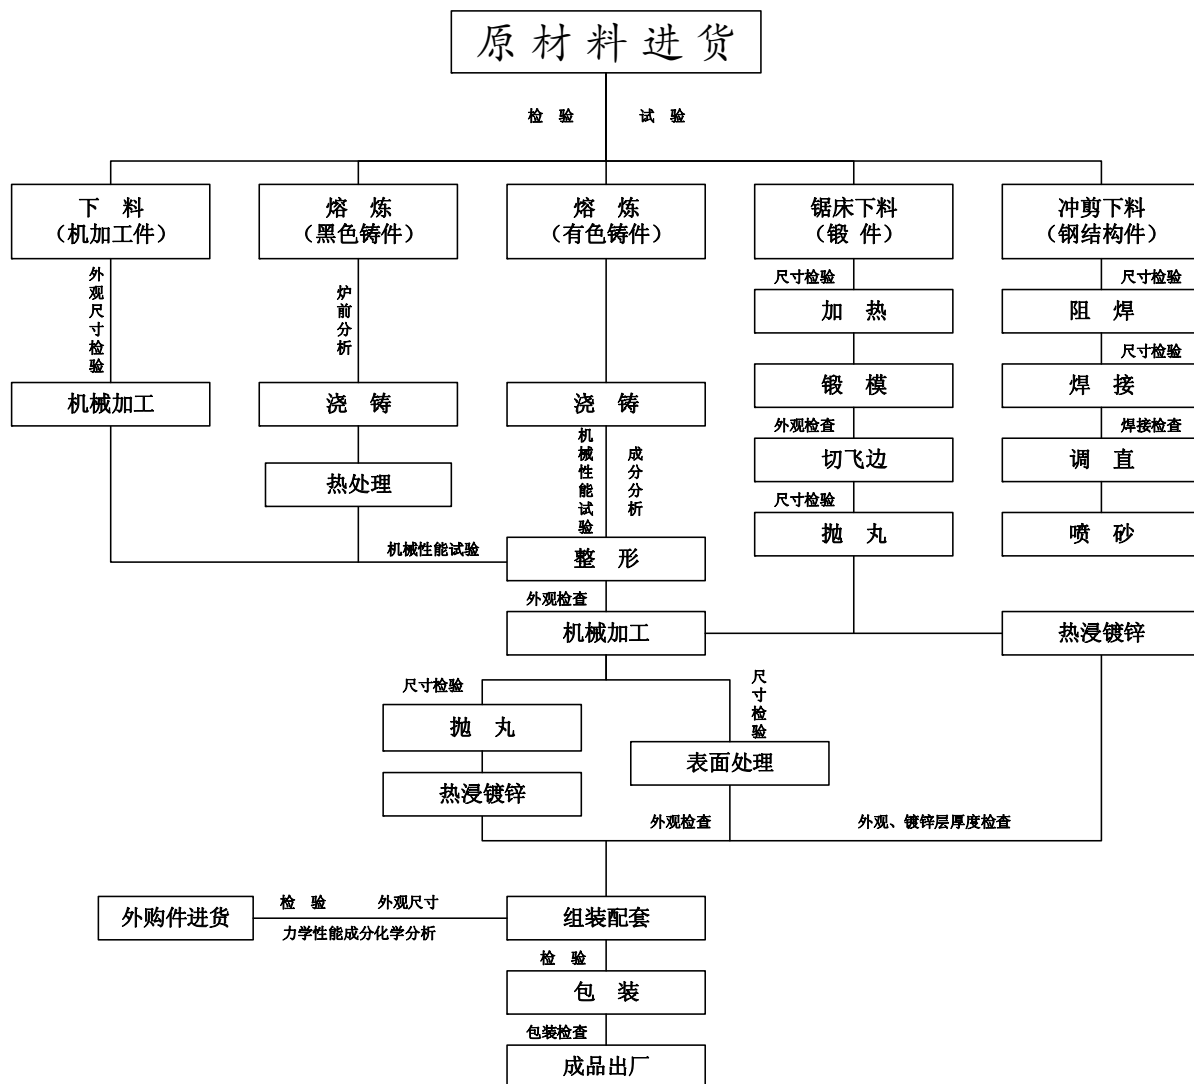 原材料进货
检 验
试 验
下 料
（机加工件）
熔 炼
（黑色铸件）
熔 炼
（有色铸件）
锯床下料
（锻 件）
冲剪下料
（钢结构件）
外观尺寸检验
炉前分析
尺寸检验
尺寸检验
加 热
阻 焊
尺寸检验
机械加工
浇 铸
浇 铸
锻 模
焊 接
机械性能试验
成分分析
外观检查
焊接检查
热处理
切飞边
调 直
尺寸检验
抛 丸
喷 砂
机械性能试验
整 形
外观检查
机械加工
热浸镀锌
尺寸检验
尺寸检验
抛 丸
表面处理
热浸镀锌
外观检查
外观、镀锌层厚度检查
外购件进货
检 验
外观尺寸
力学性能成分化学分析
组装配套
检 验
包 装
包装检查
成品出厂